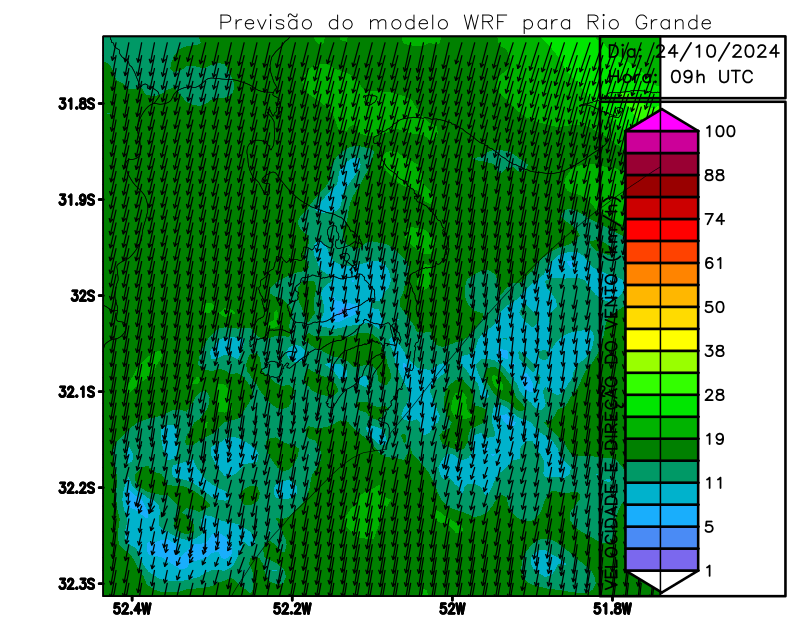 Previsão do modelo WRF para Rio Grande
Dia: 24/10/2024
Hora: 09h UTC
31.8S
31.9S
32S
32.1S
32.2S
32.3S
52.4W
52.2W
52W
51.8W
VELOCIDADE E DIREÇÃO DO VENTO (km/h)
100
88
74
61
50
38
28
19
11
5
1